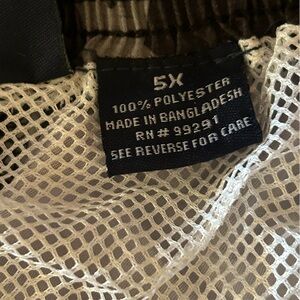 5X
100% POLYESTER
MADE IN BANGLADESH
RN# 99291
SEE REVERSE FOR CARE